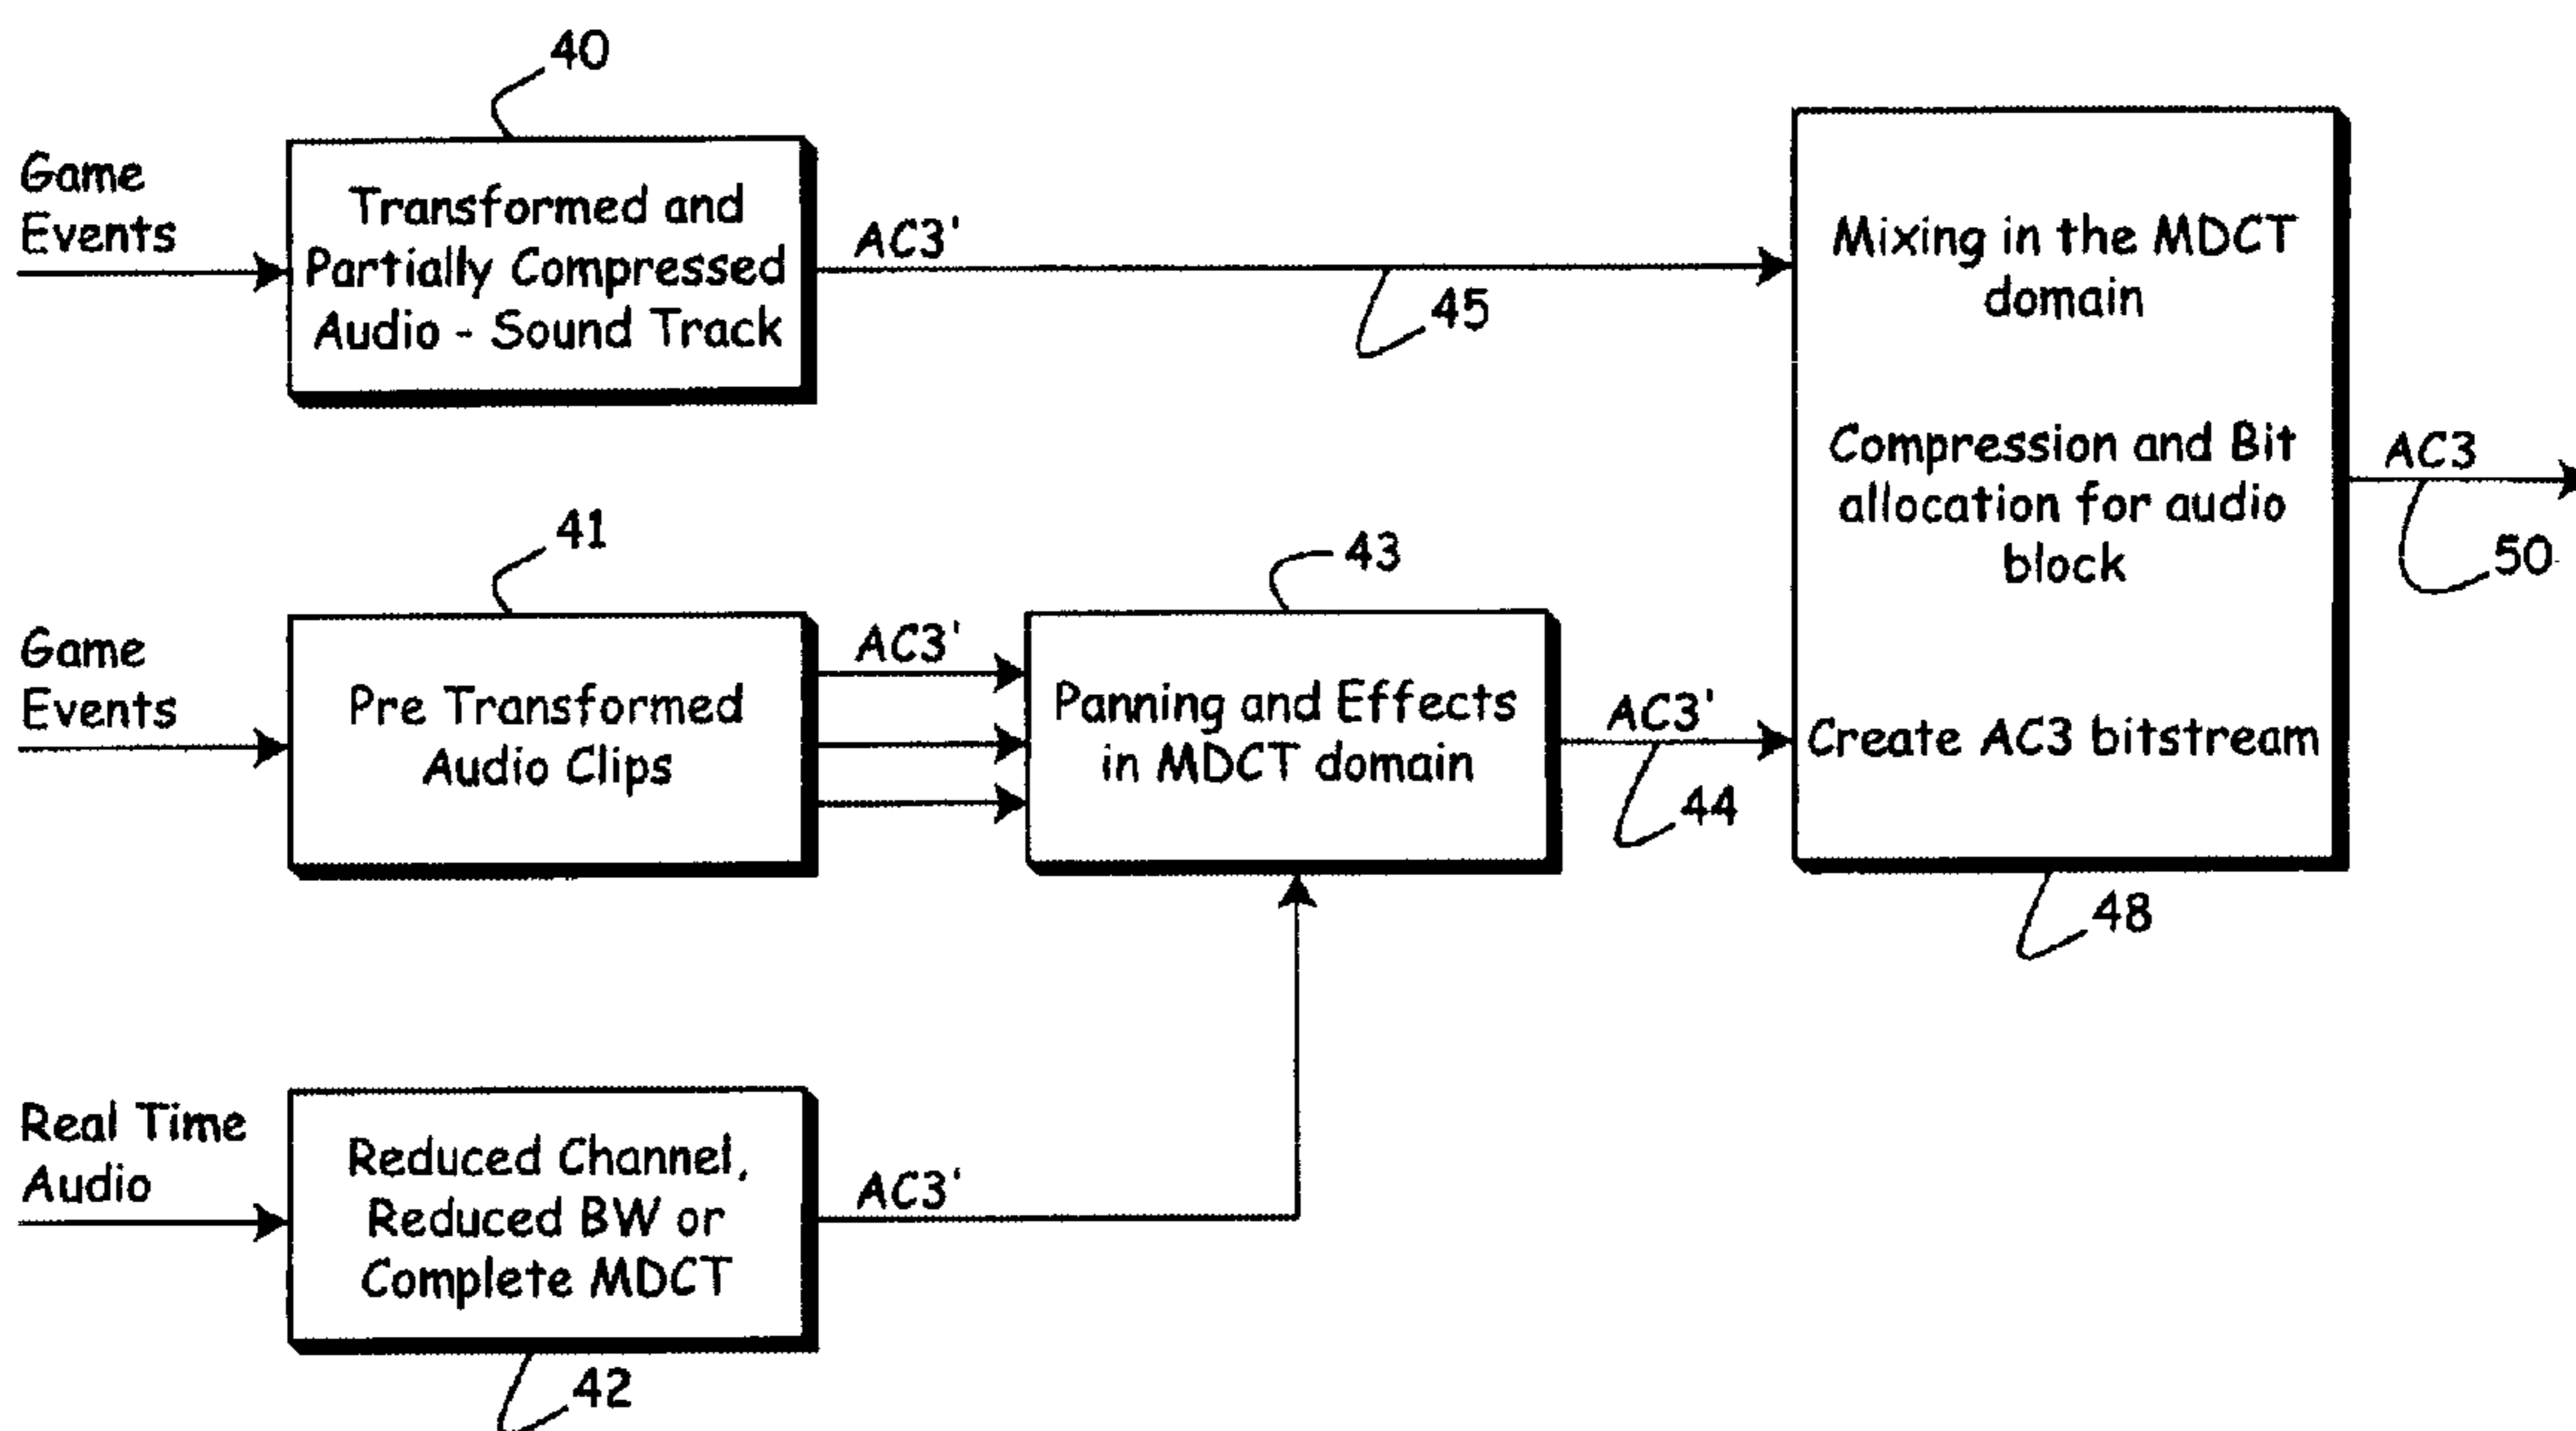 40
Game
Events
Transformed and
Partially Compressed
Audio - Sound Track
AC3'
45
Mixing in the MDCT
domain
Compression and Bit
allocation for audio
block
Create AC3 bitstream
AC3
50
48
41
Game
Events
Pre Transformed
Audio Clips
AC3'
43
Panning and Effects
in MDCT domain
AC3'
44
Real Time
Audio
Reduced Channel,
Reduced BW or
Complete MDCT
AC3'
42